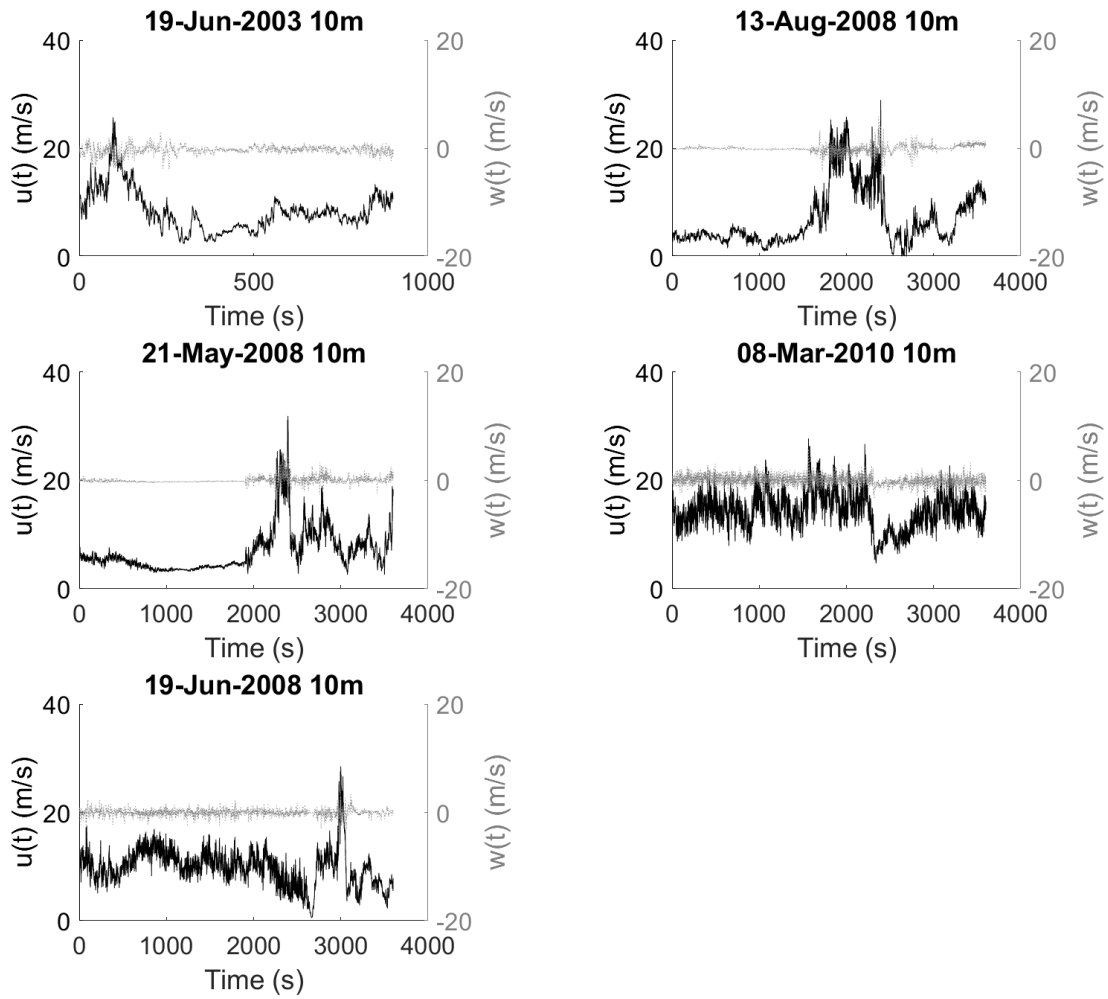 19-Jun-2003 10m
40
20
0
u(t) (m/s)
20
0
-20
w(t) (m/s)
0 500 1000
Time (s)
13-Aug-2008 10m
40
20
0
u(t) (m/s)
20
0
-20
w(t) (m/s)
0 1000 2000 3000 4000
Time (s)
21-May-2008 10m
40
20
0
u(t) (m/s)
20
0
-20
w(t) (m/s)
0 1000 2000 3000 4000
Time (s)
08-Mar-2010 10m
40
20
0
u(t) (m/s)
20
0
-20
w(t) (m/s)
0 1000 2000 3000 4000
Time (s)
19-Jun-2008 10m
40
20
0
u(t) (m/s)
20
0
-20
w(t) (m/s)
0 1000 2000 3000 4000
Time (s)